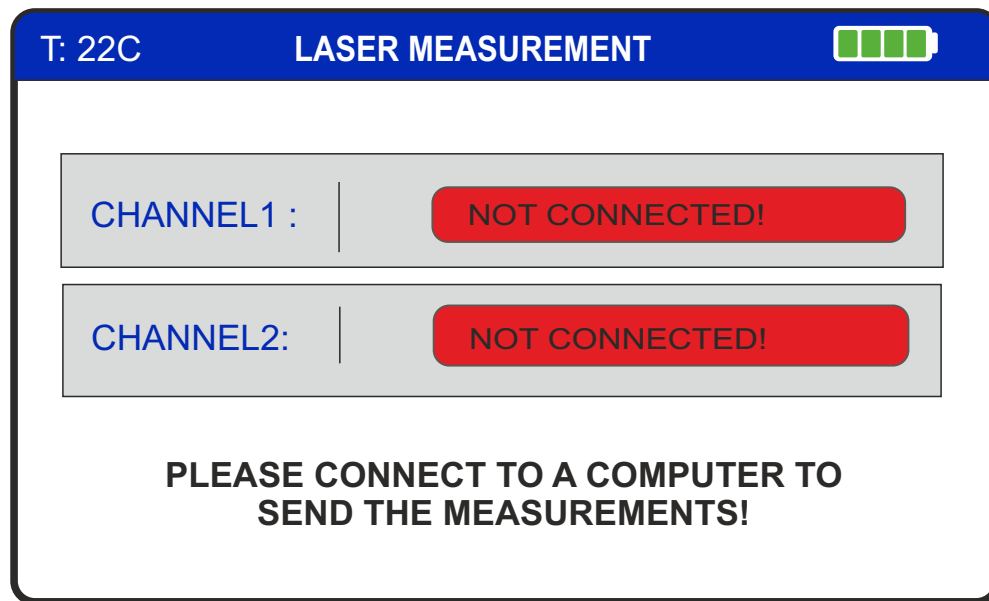 T: 22C LASER MEASUREMENT
CHANNEL1 : NOT CONNECTED!
CHANNEL2: NOT CONNECTED!
PLEASE CONNECT TO A COMPUTER TO
SEND THE MEASUREMENTS!